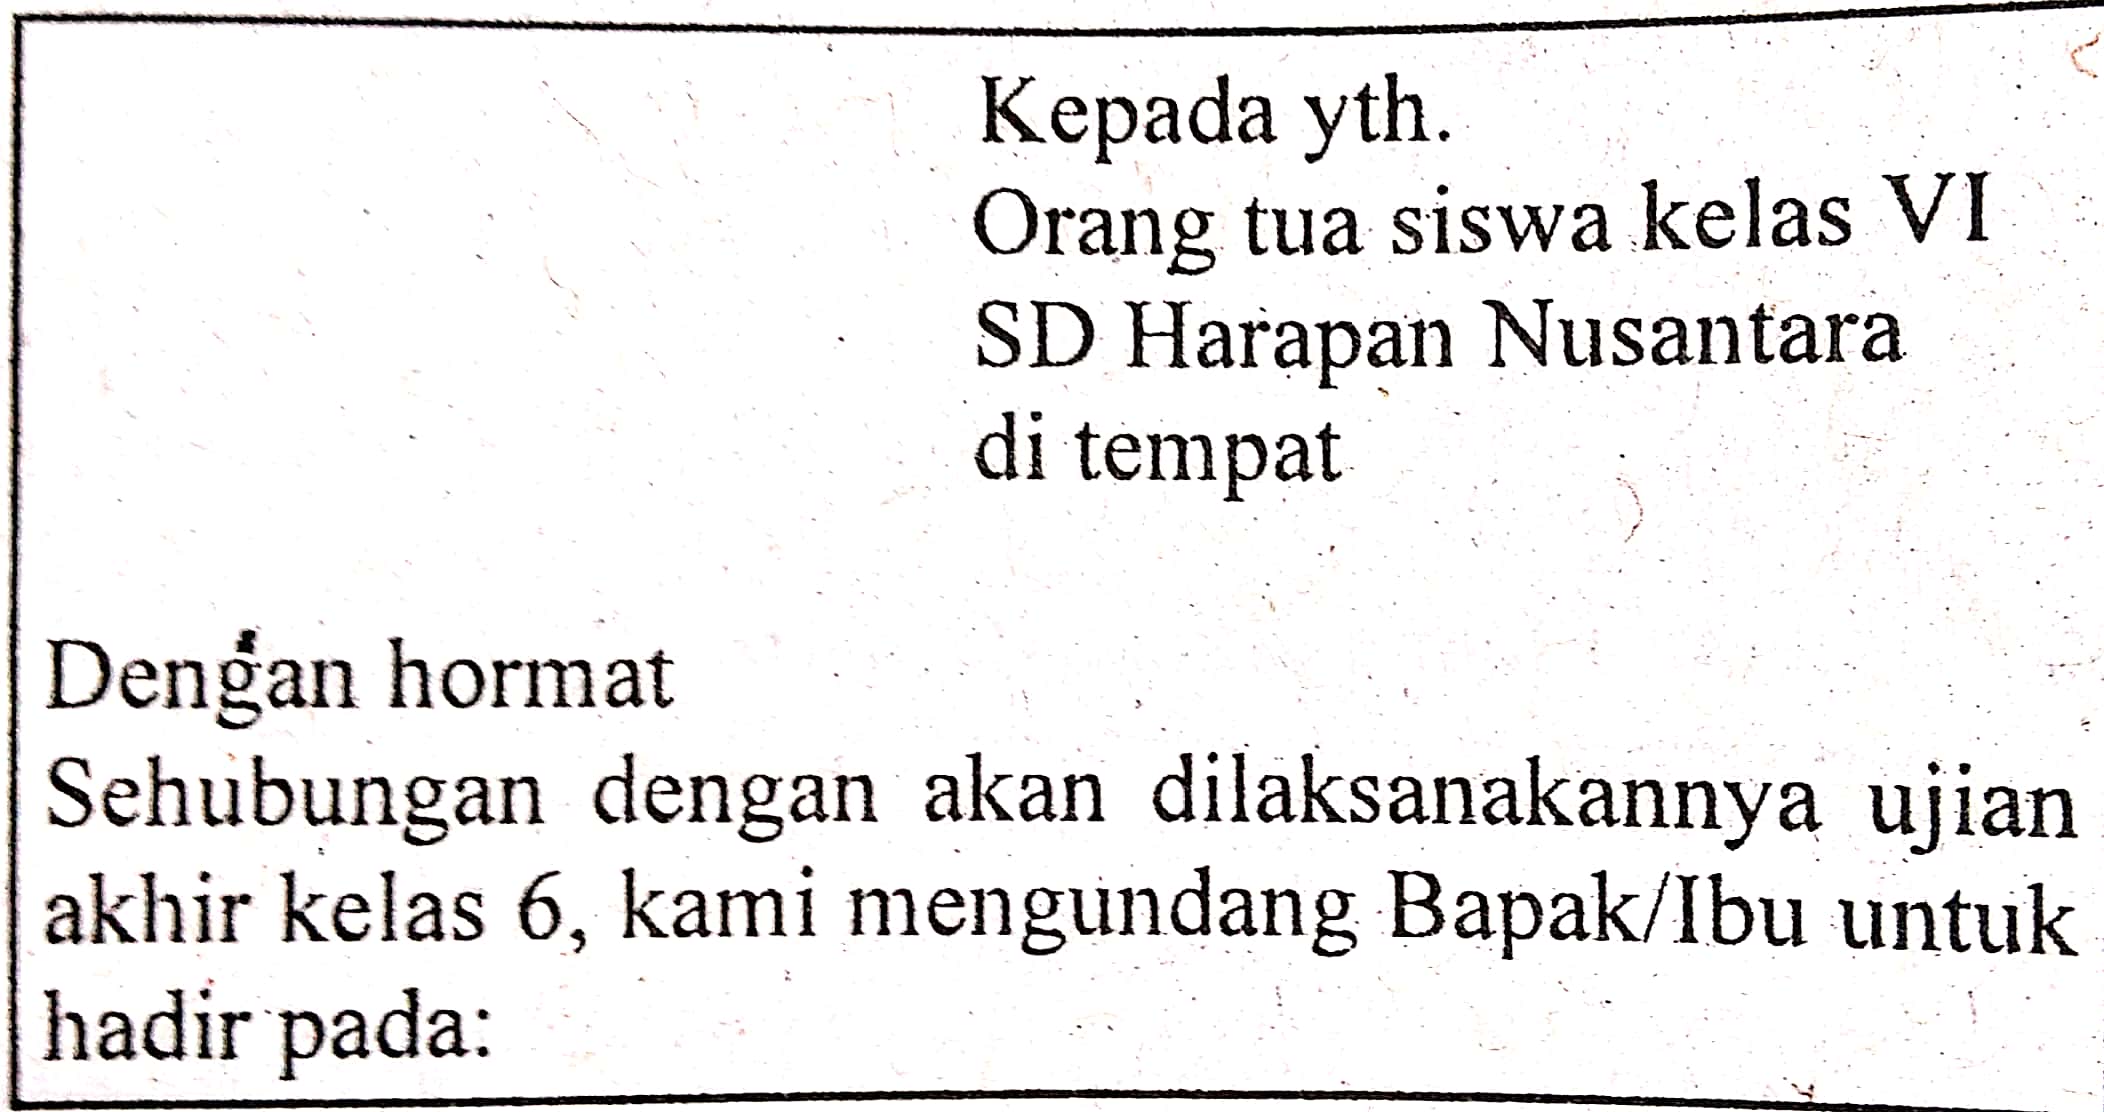 Kepada yth.
Orang tua siswa kelas VI
SD Harapan Nusantara
di tempat
Dengan hormat
Sehubungan dengan akan dilaksanakannya ujian
akhir kelas 6, kami mengundang Bapak/Ibu untuk
hadir pada: